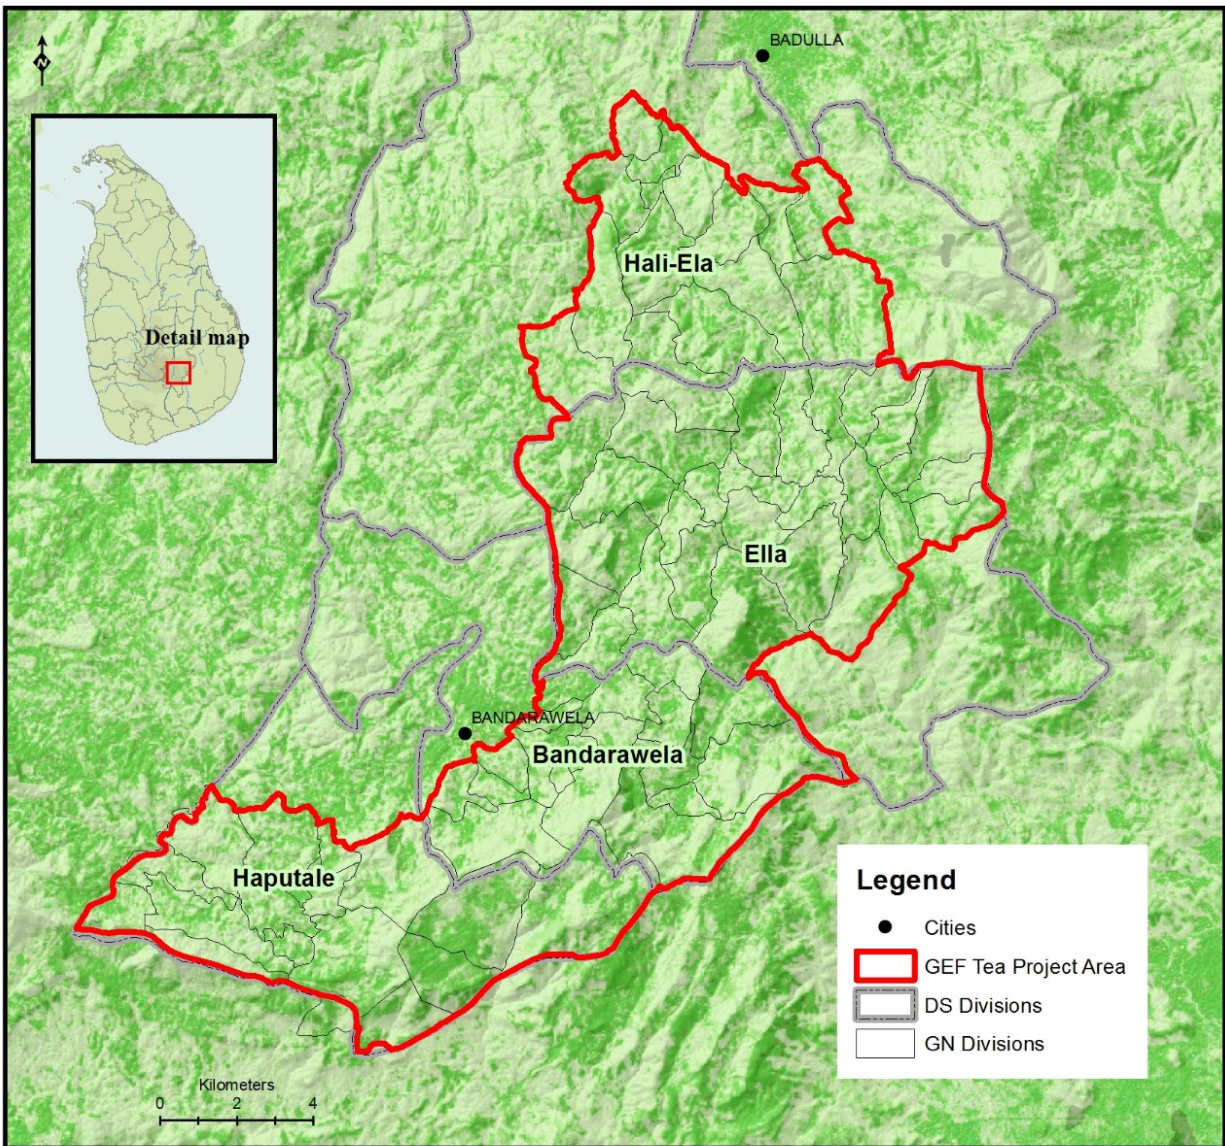 BADULLA
N
Detail map
Hali-Ela
Ella
BANDARAWELA
Bandarawela
Haputale
Legend
Cities
GEF Tea Project Area
DS Divisions
GN Divisions
Kilometers
0 2 4